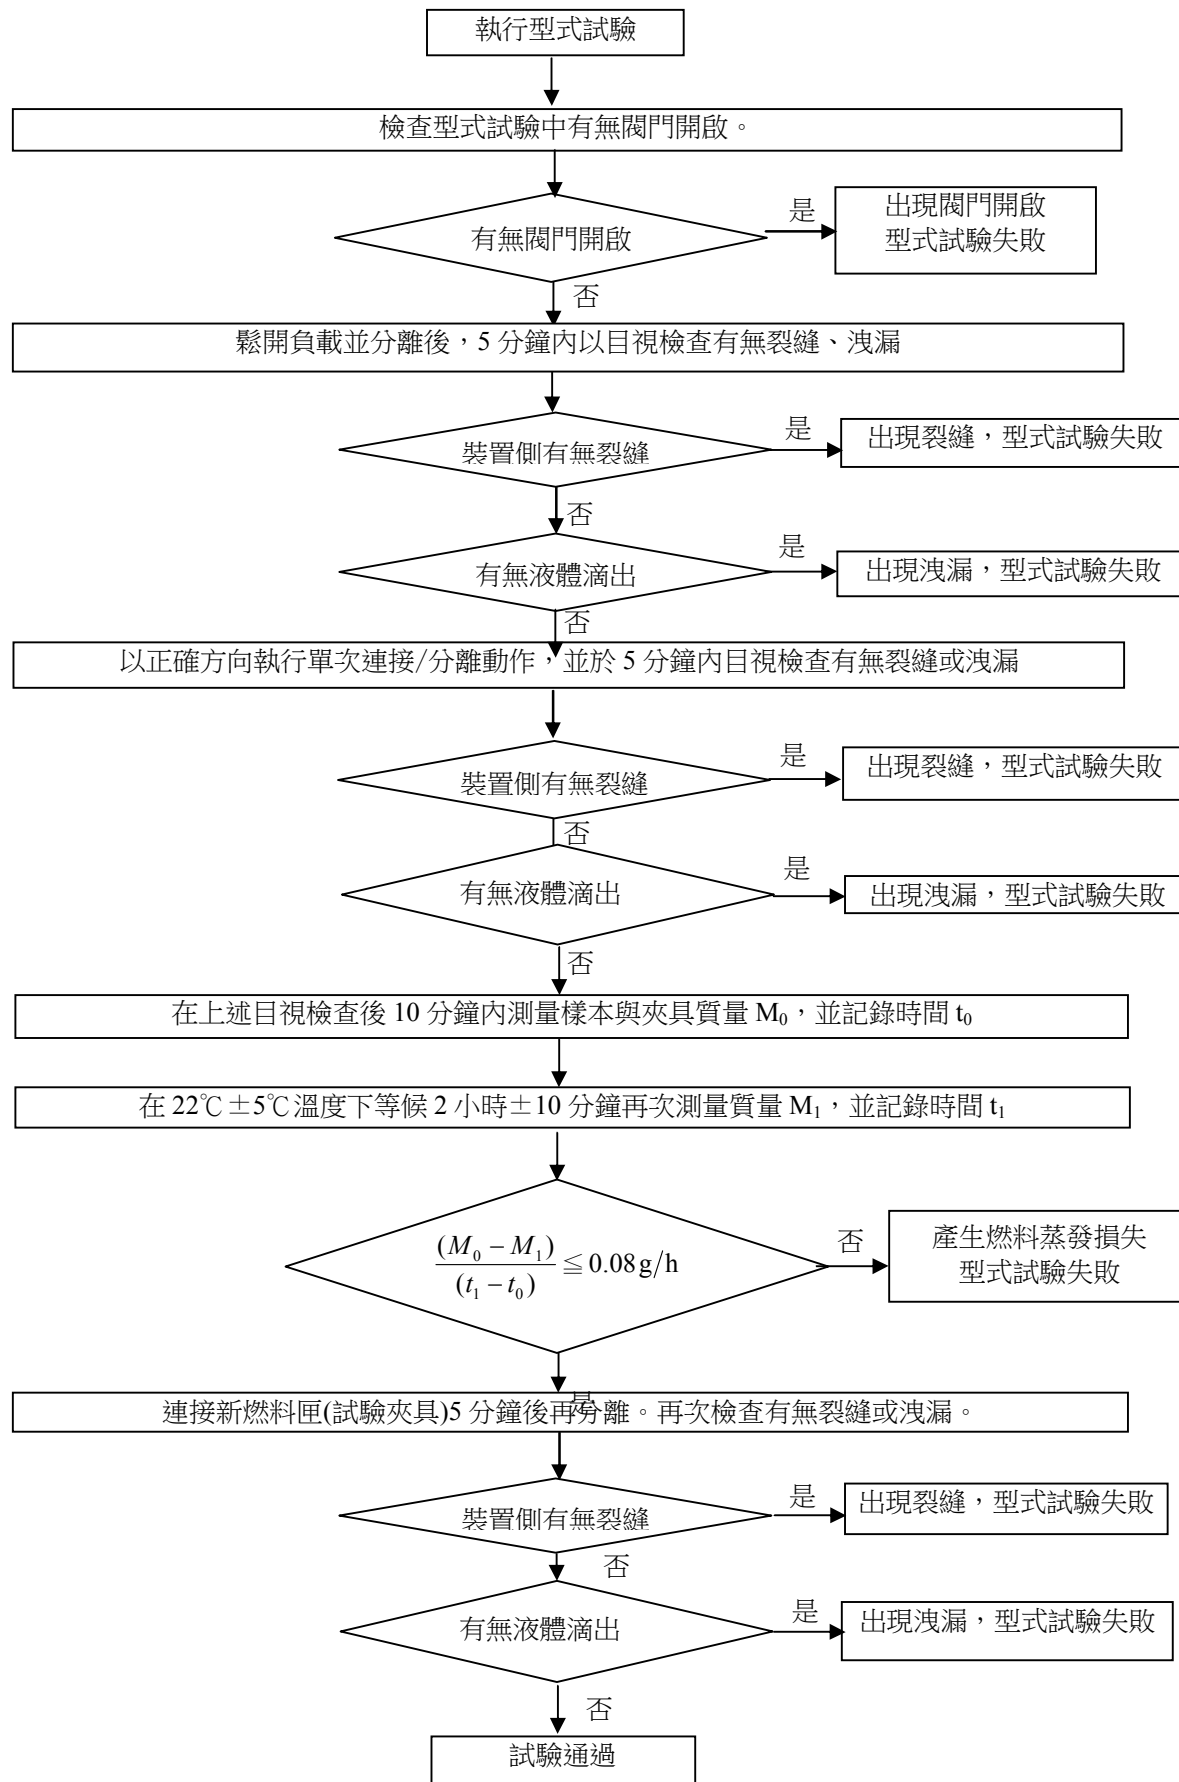 執行型式試驗
檢查型式試驗中有無閥門開啟。
有無閥門開啟
是
出現閥門開啟
型式試驗失敗
否
鬆開負載並分離後，5 分鐘內以目視檢查有無裂縫、洩漏
裝置側有無裂縫
是
出現裂縫，型式試驗失敗
否
有無液體滴出
是
出現洩漏，型式試驗失敗
否
以正確方向執行單次連接/分離動作，並於 5 分鐘內目視檢查有無裂縫或洩漏
裝置側有無裂縫
是
出現裂縫，型式試驗失敗
否
有無液體滴出
是
出現洩漏，型式試驗失敗
否
在上述目視檢查後 10 分鐘內測量樣本與夾具質量 M₀，並記錄時間 t₀
在 22℃±5℃溫度下等候 2 小時±10 分鐘再次測量質量 M₁，並記錄時間 t₁
(M₀ − M₁)
(t₁ − t₀)
≦ 0.08 g/h
否
產生燃料蒸發損失
型式試驗失敗
是
連接新燃料匣(試驗夾具)5 分鐘後再分離。再次檢查有無裂縫或洩漏。
裝置側有無裂縫
是
出現裂縫，型式試驗失敗
否
有無液體滴出
是
出現洩漏，型式試驗失敗
否
試驗通過